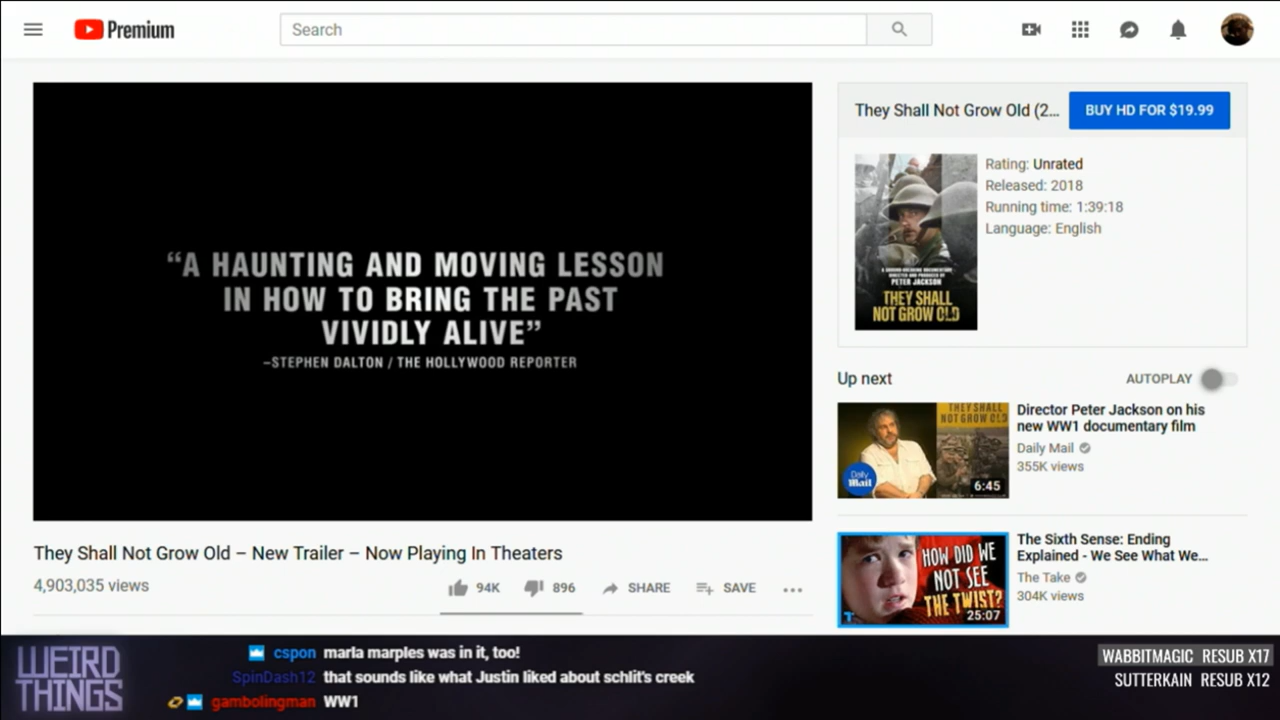 Premium
Search
"A HAUNTING AND MOVING LESSON
IN HOW TO BRING THE PAST
VIVIDLY ALIVE"
–STEPHEN DALTON / THE HOLLYWOOD REPORTER
They Shall Not Grow Old – New Trailer – Now Playing In Theaters
4,903,035 views
94K 896 SHARE SAVE
They Shall Not Grow Old (2... BUY HD FOR $19.99
A GROUND-BREAKING DOCUMENTARY
DIRECTED AND PRODUCED BY
PETER JACKSON
THEY SHALL
NOT GROW OLD
Rating: Unrated
Released: 2018
Running time: 1:39:18
Language: English
Up next AUTOPLAY
THEY SHALL
NOT GROW OLD
Daily
Mail
6:45
Director Peter Jackson on his
new WW1 documentary film
Daily Mail
355K views
HOW DID WE
NOT SEE
THE TWIST?
25:07
The Sixth Sense: Ending
Explained - We See What We...
The Take
304K views
WEIRD
THINGS
cspon marla marples was in it, too!
SpinDash12 that sounds like what Justin liked about schlit's creek
gambolingman WW1
WABBITMAGIC RESUB X17
SUTTERKAIN RESUB X12